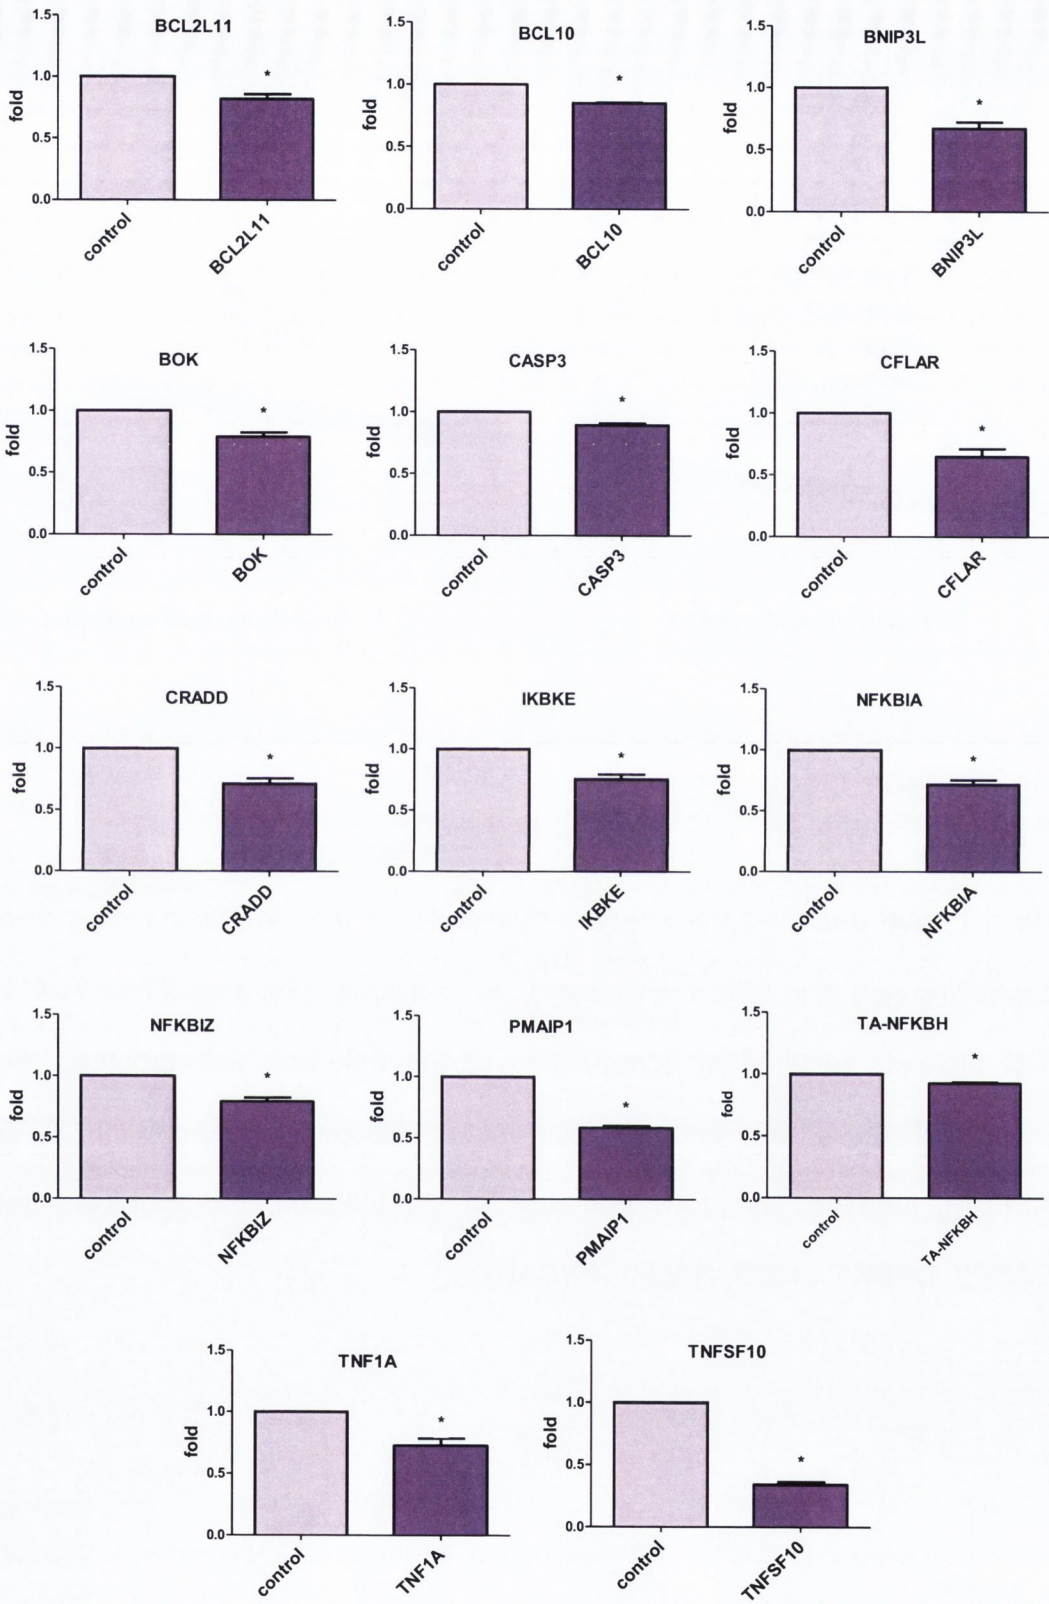 BCL2L11
1.5
1.0
0.5
0.0
fold
*
control
BCL2L11
BCL10
1.5
1.0
0.5
0.0
fold
*
control
BCL10
BNIP3L
1.5
1.0
0.5
0.0
fold
*
control
BNIP3L
BOK
1.5
1.0
0.5
0.0
fold
*
control
BOK
CASP3
1.5
1.0
0.5
0.0
fold
*
control
CASP3
CFLAR
1.5
1.0
0.5
0.0
fold
*
control
CFLAR
CRADD
1.5
1.0
0.5
0.0
fold
*
control
CRADD
IKBKE
1.5
1.0
0.5
0.0
fold
*
control
IKBKE
NFKBIA
1.5
1.0
0.5
0.0
fold
*
control
NFKBIA
NFKBIZ
1.5
1.0
0.5
0.0
fold
*
control
NFKBIZ
PMAIP1
1.5
1.0
0.5
0.0
fold
*
control
PMAIP1
TA-NFKBH
1.5
1.0
0.5
0.0
fold
*
control
TA-NFKBH
TNF1A
1.5
1.0
0.5
0.0
fold
*
control
TNF1A
TNFSF10
1.5
1.0
0.5
0.0
fold
*
control
TNFSF10